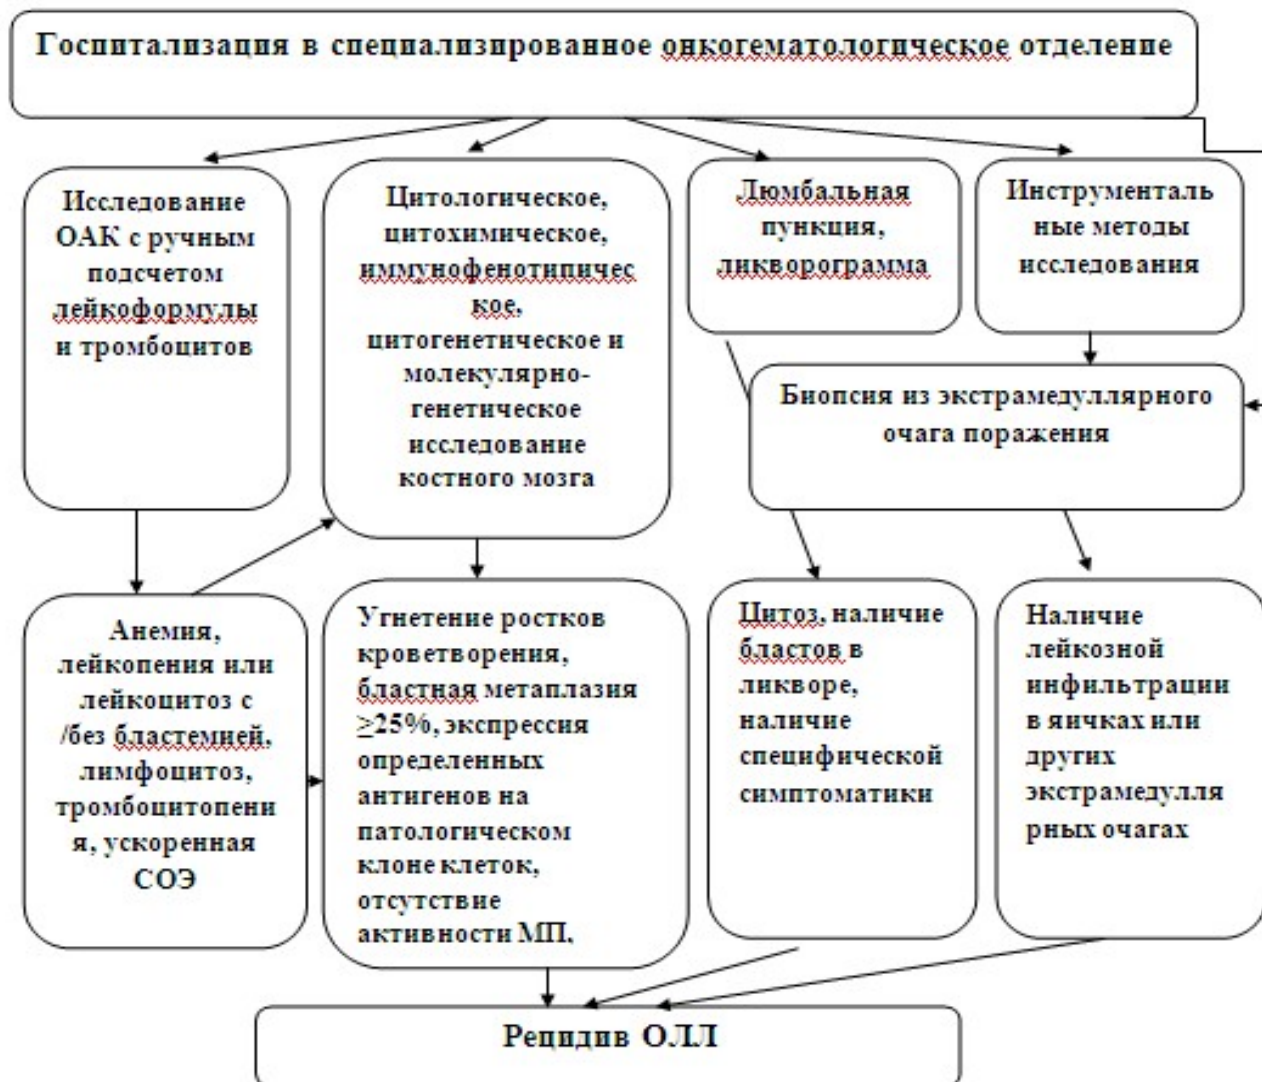 Госпитализация в специализированное онкогематологическое отделение
Исследование
ОАК с ручным
подсчетом
лейкоформулы
и тромбоцитов
Цитологическое,
цитохимическое,
иммунофенотипичес
кое,
цитогенетическое и
молекулярно-
генетическое
исследование
костного мозга
Люмбальная
пункция,
ликворограмма
Инструменталь
ные методы
исследования
Биопсия из экстрамедуллярного
очага поражения
Анемия,
лейкопения или
лейкоцитоз с
/без бластемией,
лимфоцитоз,
тромбоцитопени
я, ускоренная
СОЭ
Угнетение ростков
кроветворения,
бластная метаплазия
≥25%, экспрессия
определенных
антигенов на
патологическом
клоне клеток,
отсутствие
активности МП.
Цитоз, наличие
бластов в
ликворе,
наличие
специфической
симптоматики
Наличие
лейкозной
инфильтрации
в яичках или
других
экстрамедулля
рных очагах
Рецидив ОЛЛ